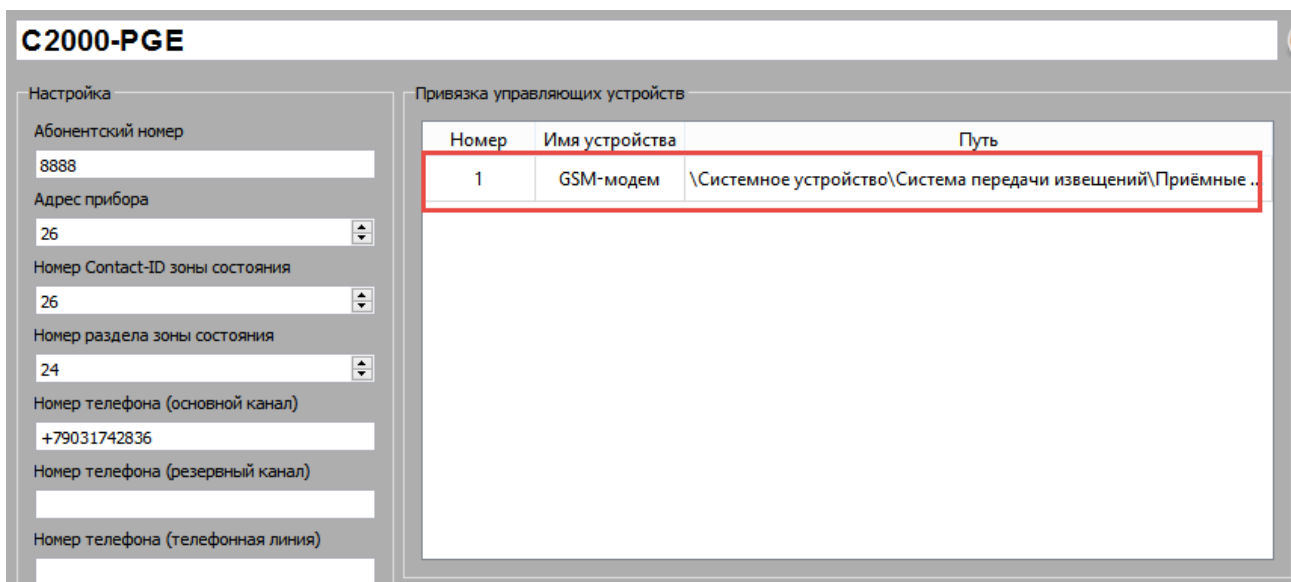 C2000-PGE
Настройка
Абонентский номер
8888
Адрес прибора
26
Номер Contact-ID зоны состояния
26
Номер раздела зоны состояния
24
Номер телефона (основной канал)
+79031742836
Номер телефона (резервный канал)
Номер телефона (телефонная линия)
Привязка управляющих устройств
Номер Имя устройства Путь
1 GSM-модем \Системное устройство\Система передачи извещений\Приёмные ...